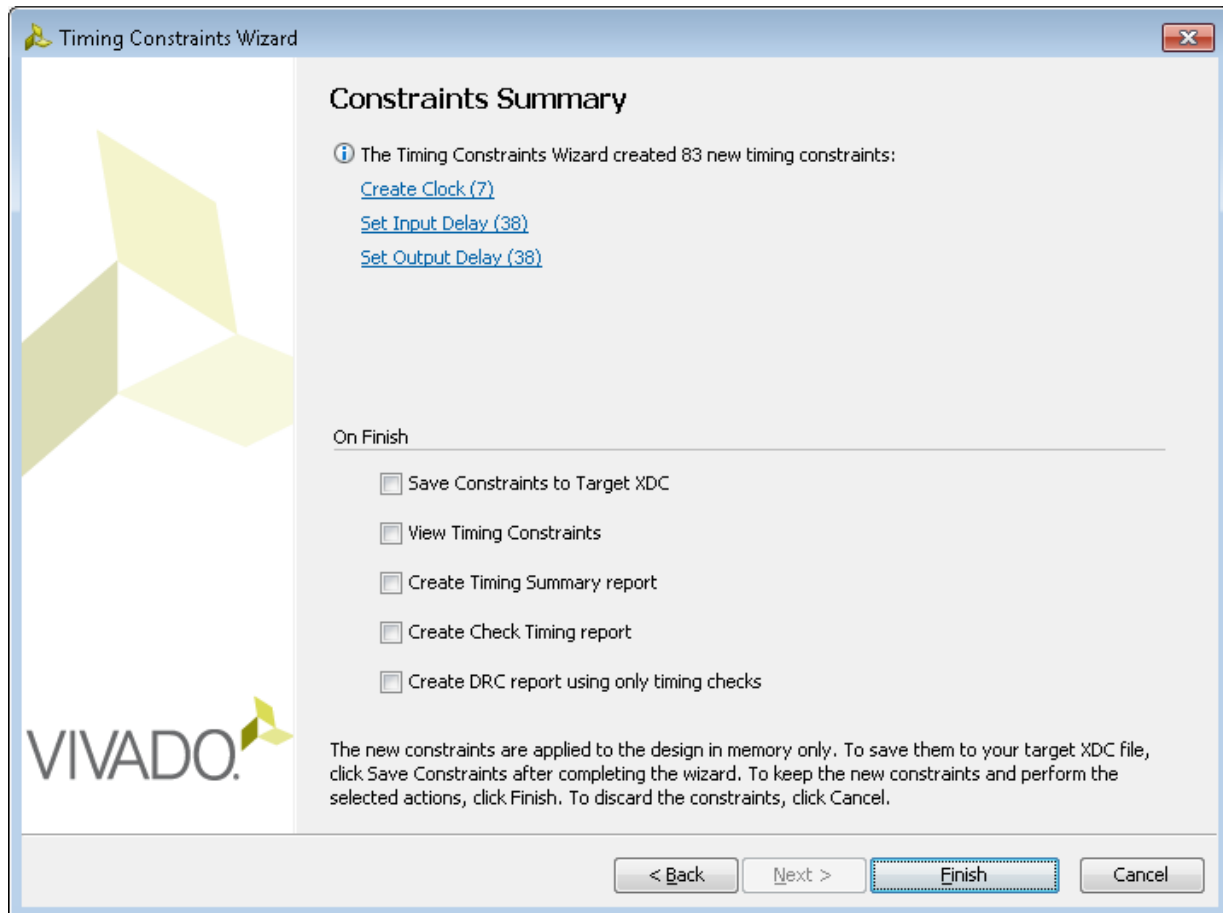 Timing Constraints Wizard
Constraints Summary
The Timing Constraints Wizard created 83 new timing constraints:
Create Clock (7)
Set Input Delay (38)
Set Output Delay (38)
On Finish
Save Constraints to Target XDC
View Timing Constraints
Create Timing Summary report
Create Check Timing report
Create DRC report using only timing checks
VIVADO.
The new constraints are applied to the design in memory only. To save them to your target XDC file,
click Save Constraints after completing the wizard. To keep the new constraints and perform the
selected actions, click Finish. To discard the constraints, click Cancel.
< Back Next > Finish Cancel